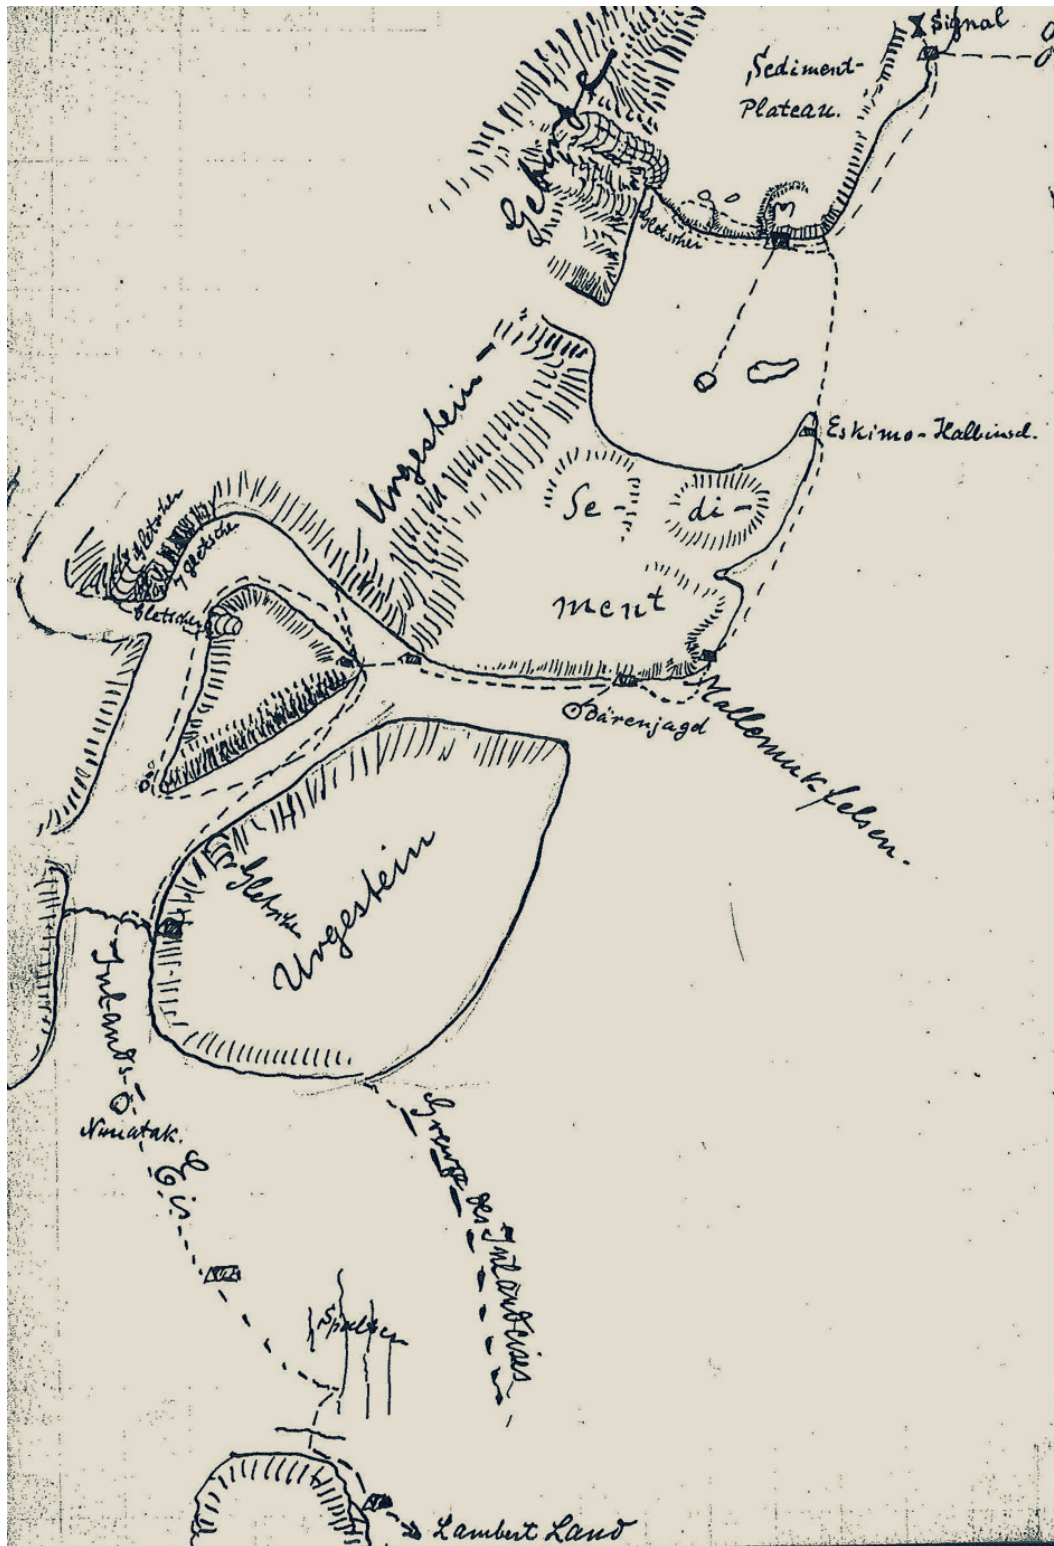 Signal
Sediment-
Plateau.
Gebirge
Gletscher
3
Eskimo-Halbinsel.
Urgestein
Se-
di-
ment
Gletscher
Gletscher
Gletscher
Bärenjagd
Mallemukfelsen.
Gletscher
Urgestein
Inlands-
Eis
Nunatak.
Grenze des Inlandeises
Spalten
Lambert Land